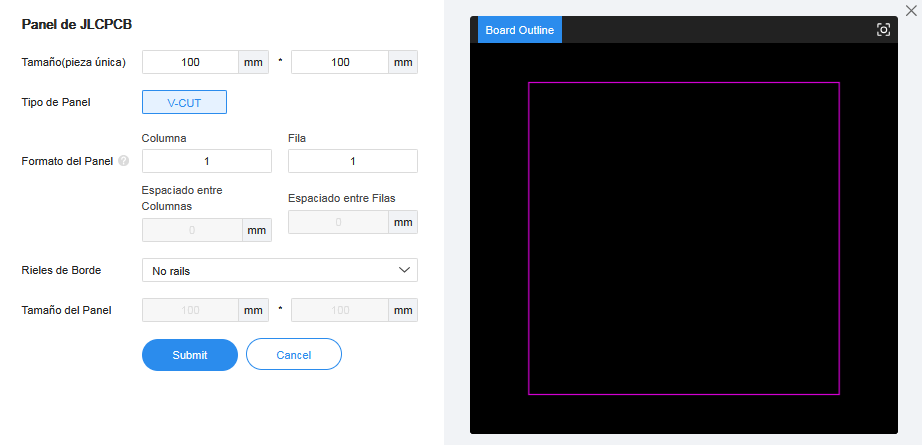 Panel de JLCPCB
Board Outline
Tamaño(pieza única) 100 mm * 100 mm
Tipo de Panel V-CUT
Columna Fila
Formato del Panel ? 1 1
Espaciado entre
Columnas
Espaciado entre Filas
0 mm 0 mm
Rieles de Borde No rails
Tamaño del Panel 100 mm * 100 mm
Submit Cancel